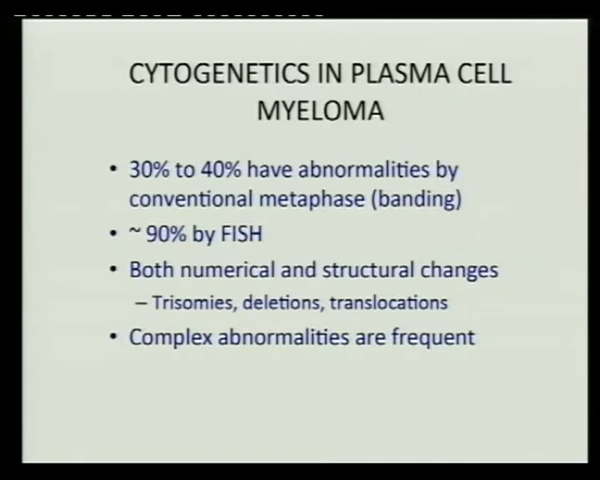 CYTOGENETICS IN PLASMA CELL
MYELOMA
• 30% to 40% have abnormalities by
conventional metaphase (banding)
• ~ 90% by FISH
• Both numerical and structural changes
– Trisomies, deletions, translocations
• Complex abnormalities are frequent